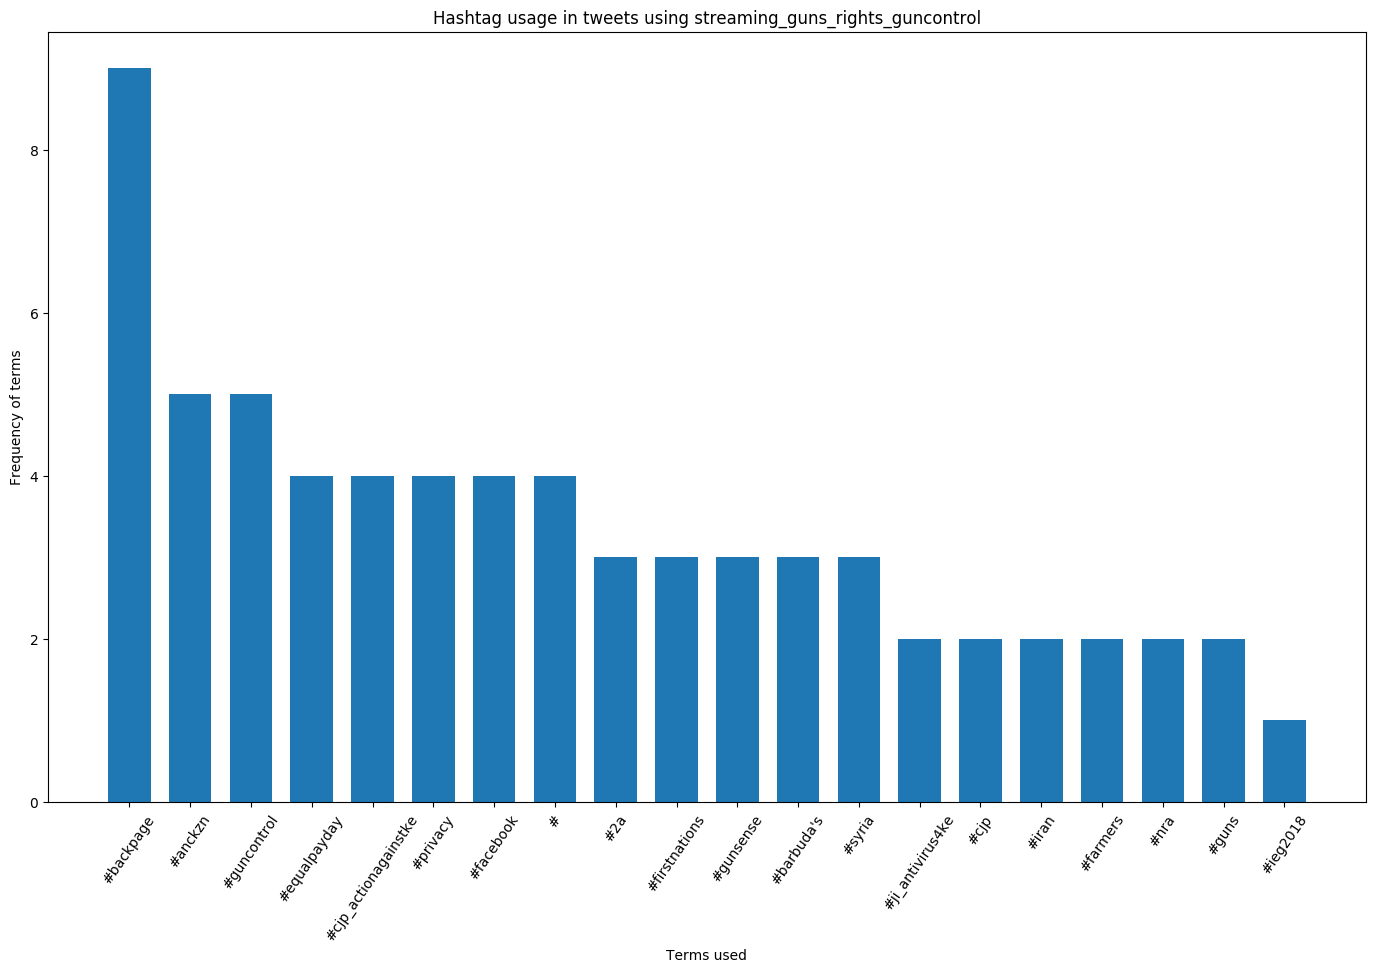 Hashtag usage in tweets using streaming_guns_rights_guncontrol
Frequency of terms
8
6
4
2
0
#backpage
#anckzn
#guncontrol
#equalpayday
#cjp_actionagainstke
#privacy
#facebook
#
#2a
#firstnations
#gunsense
#barbuda's
#syria
#ji_antivirus4ke
#cjp
#iran
#farmers
#nra
#guns
#ieg2018
Terms used